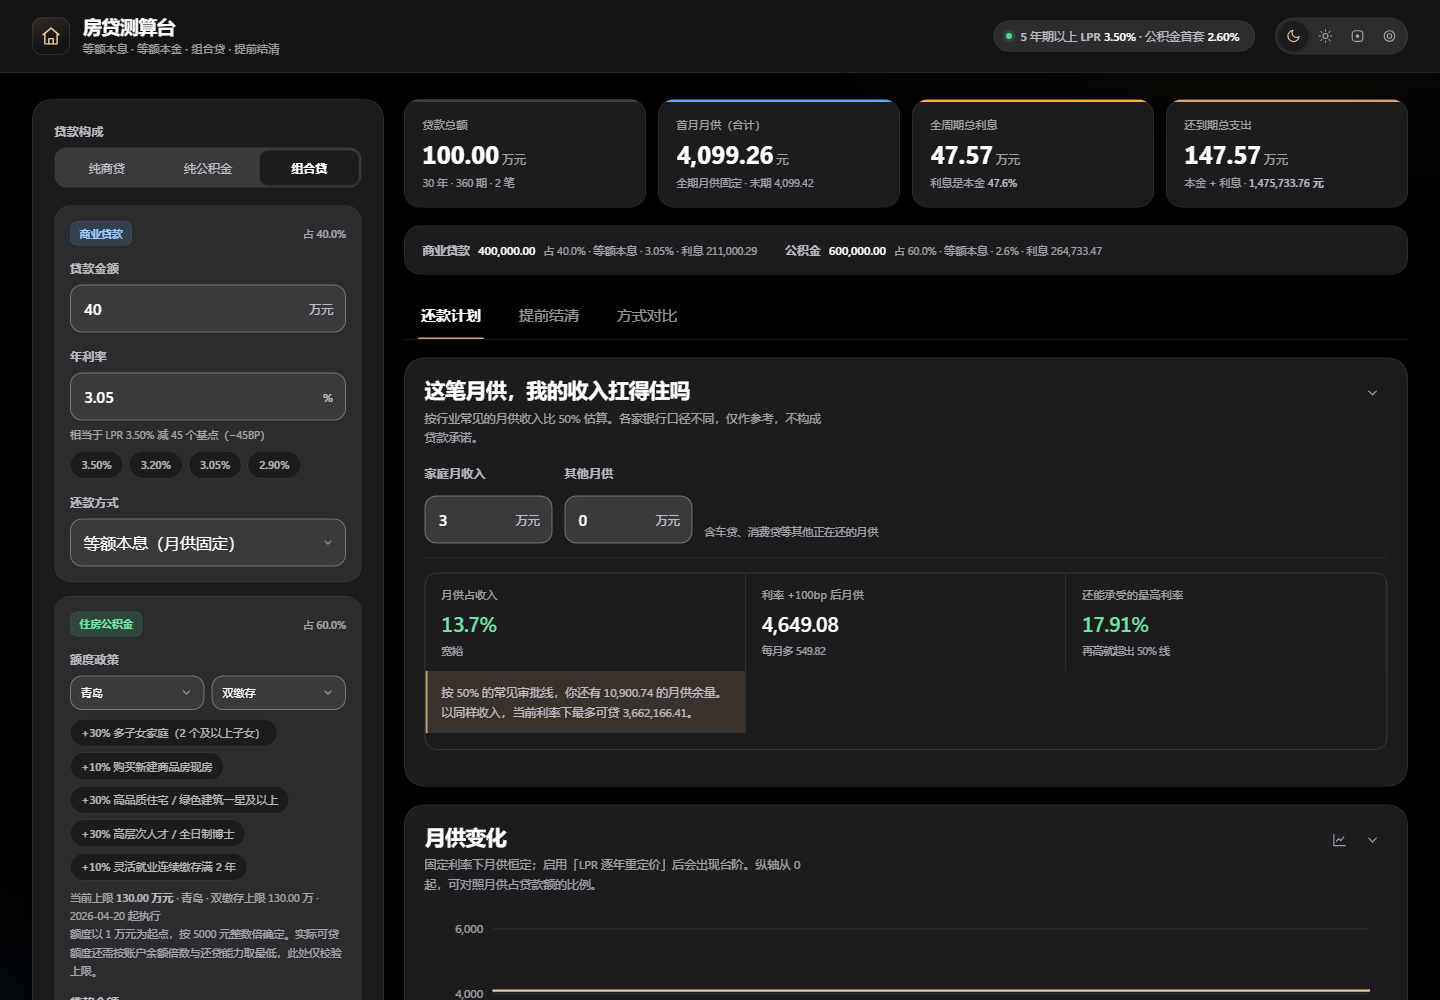 房贷测算台
等额本息 · 等额本金 · 组合贷 · 提前结清
5 年期以上 LPR 3.50% · 公积金首套 2.60%
贷款构成
纯商贷 纯公积金 组合贷
商业贷款 占 40.0%
贷款金额
40 万元
年利率
3.05 %
相当于 LPR 3.50% 减 45 个基点（−45BP）
3.50% 3.20% 3.05% 2.90%
还款方式
等额本息（月供固定）
住房公积金 占 60.0%
额度政策
青岛 双缴存
+30% 多子女家庭（2 个及以上子女）
+10% 购买新建商品房现房
+30% 高品质住宅 / 绿色建筑一星及以上
+30% 高层次人才 / 全日制博士
+10% 灵活就业连续缴存满 2 年
当前上限 130.00 万元 · 青岛 · 双缴存上限 130.00 万 ·
2026-04-20 起执行
额度以 1 万元为起点，按 5000 元整数倍确定。实际可贷
额度还需按账户余额倍数与还贷能力取最低，此处仅校验
上限。
贷款金额
贷款总额
100.00 万元
30 年 · 360 期 · 2 笔
首月月供（合计）
4,099.26 元
全期月供固定 · 末期 4,099.42
全周期总利息
47.57 万元
利息是本金 47.6%
还到期总支出
147.57 万元
本金 + 利息 · 1,475,733.76 元
商业贷款 400,000.00 占 40.0% · 等额本息 · 3.05% · 利息 211,000.29 公积金 600,000.00 占 60.0% · 等额本息 · 2.6% · 利息 264,733.47
还款计划 提前结清 方式对比
这笔月供，我的收入扛得住吗
按行业常见的月供收入比 50% 估算。各家银行口径不同，仅作参考，不构成
贷款承诺。
家庭月收入 其他月供
3 万元 0 万元 含车贷、消费贷等其他正在还的月供
月供占收入
13.7%
宽裕
利率 +100bp 后月供
4,649.08
每月多 549.82
还能承受的最高利率
17.91%
再高就超出 50% 线
按 50% 的常见审批线，你还有 10,900.74 的月供余量。
以同样收入，当前利率下最多可贷 3,662,166.41。
月供变化
固定利率下月供恒定；启用「LPR 逐年重定价」后会出现台阶。纵轴从 0
起，可对照月供占贷款额的比例。
6,000
4,000